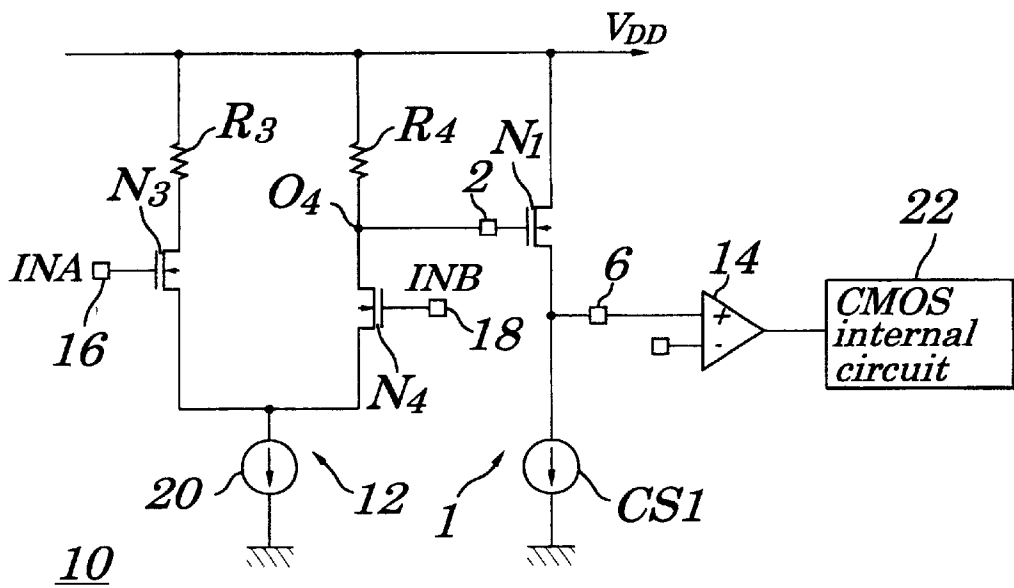 VDD
R3
R4
N1
N3
O4
2
22
INA
INB
6
14
+
-
CMOS
internal
circuit
16
18
N4
20
12
1
CS1
10